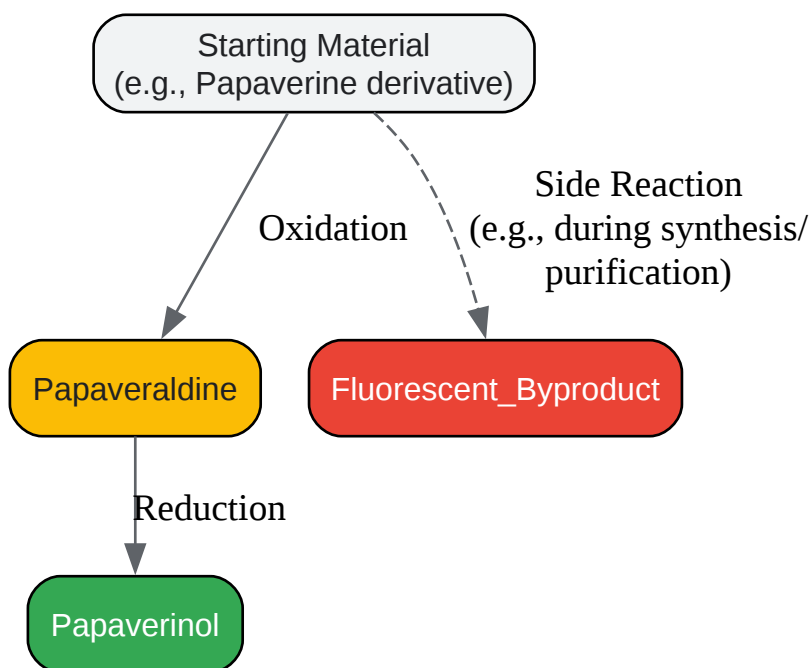 Starting Material
(e.g., Papaverine derivative)
Side Reaction
(e.g., during synthesis/
purification)
Oxidation
Papaveraldine
Fluorescent_Byproduct
Reduction
Papaverinol